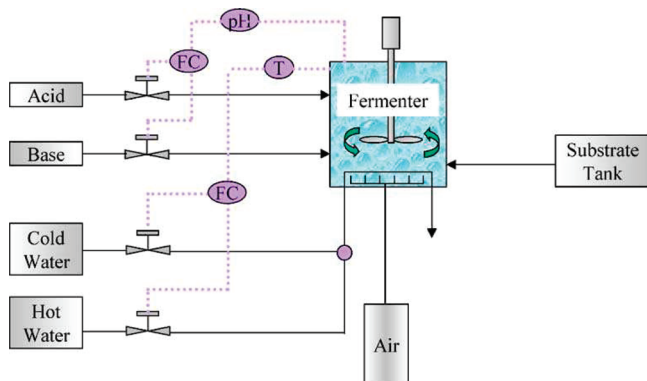 pH
FC
T
Acid
Fermenter
Base
Substrate
Tank
FC
Cold
Water
Hot
Water
Air